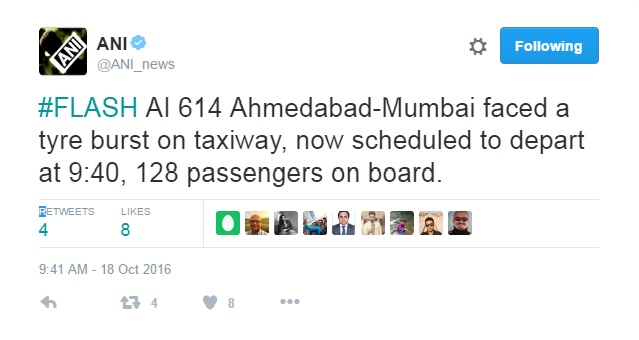 ANI
ANI
@ANI_news
Following
#FLASH AI 614 Ahmedabad-Mumbai faced a
tyre burst on taxiway, now scheduled to depart
at 9:40, 128 passengers on board.
RETWEETS LIKES
4 8
9:41 AM - 18 Oct 2016
4 8